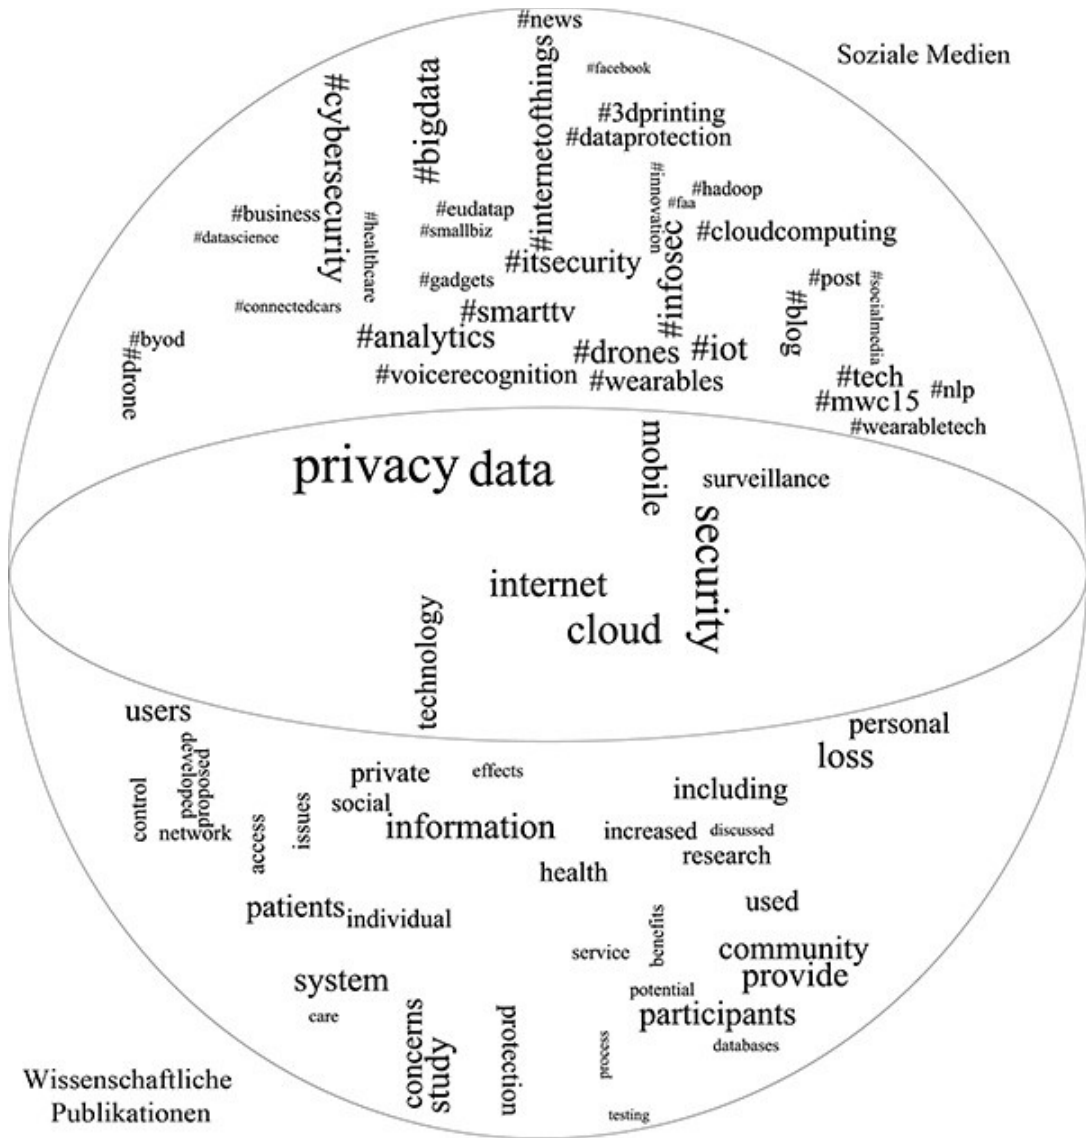 #news
Soziale Medien
#facebook
#internetofthings
#cybersecurity
#bigdata
#3dprinting
#dataprotection
#innovation
#hadoop
#faa
#eudatap
#business
#healthcare
#smallbiz
#datascience
#infosec
#cloudcomputing
#itsecurity
#gadgets
#post
#socialmedia
#blog
#connectedcars
#smarttv
#analytics
#byod
#drone
#drones
#iot
#voicerecognition
#wearables
#tech
#mwc15
#nlp
#wearabletech
privacy
data
mobile
surveillance
security
internet
cloud
technology
users
personal
loss
developed
proposed
private
effects
control
social
issues
including
network
access
information
increased
discussed
research
health
patients
individual
used
benefits
service
community
provide
system
potential
care
concerns
study
protection
participants
databases
process
testing
Wissenschaftliche
Publikationen